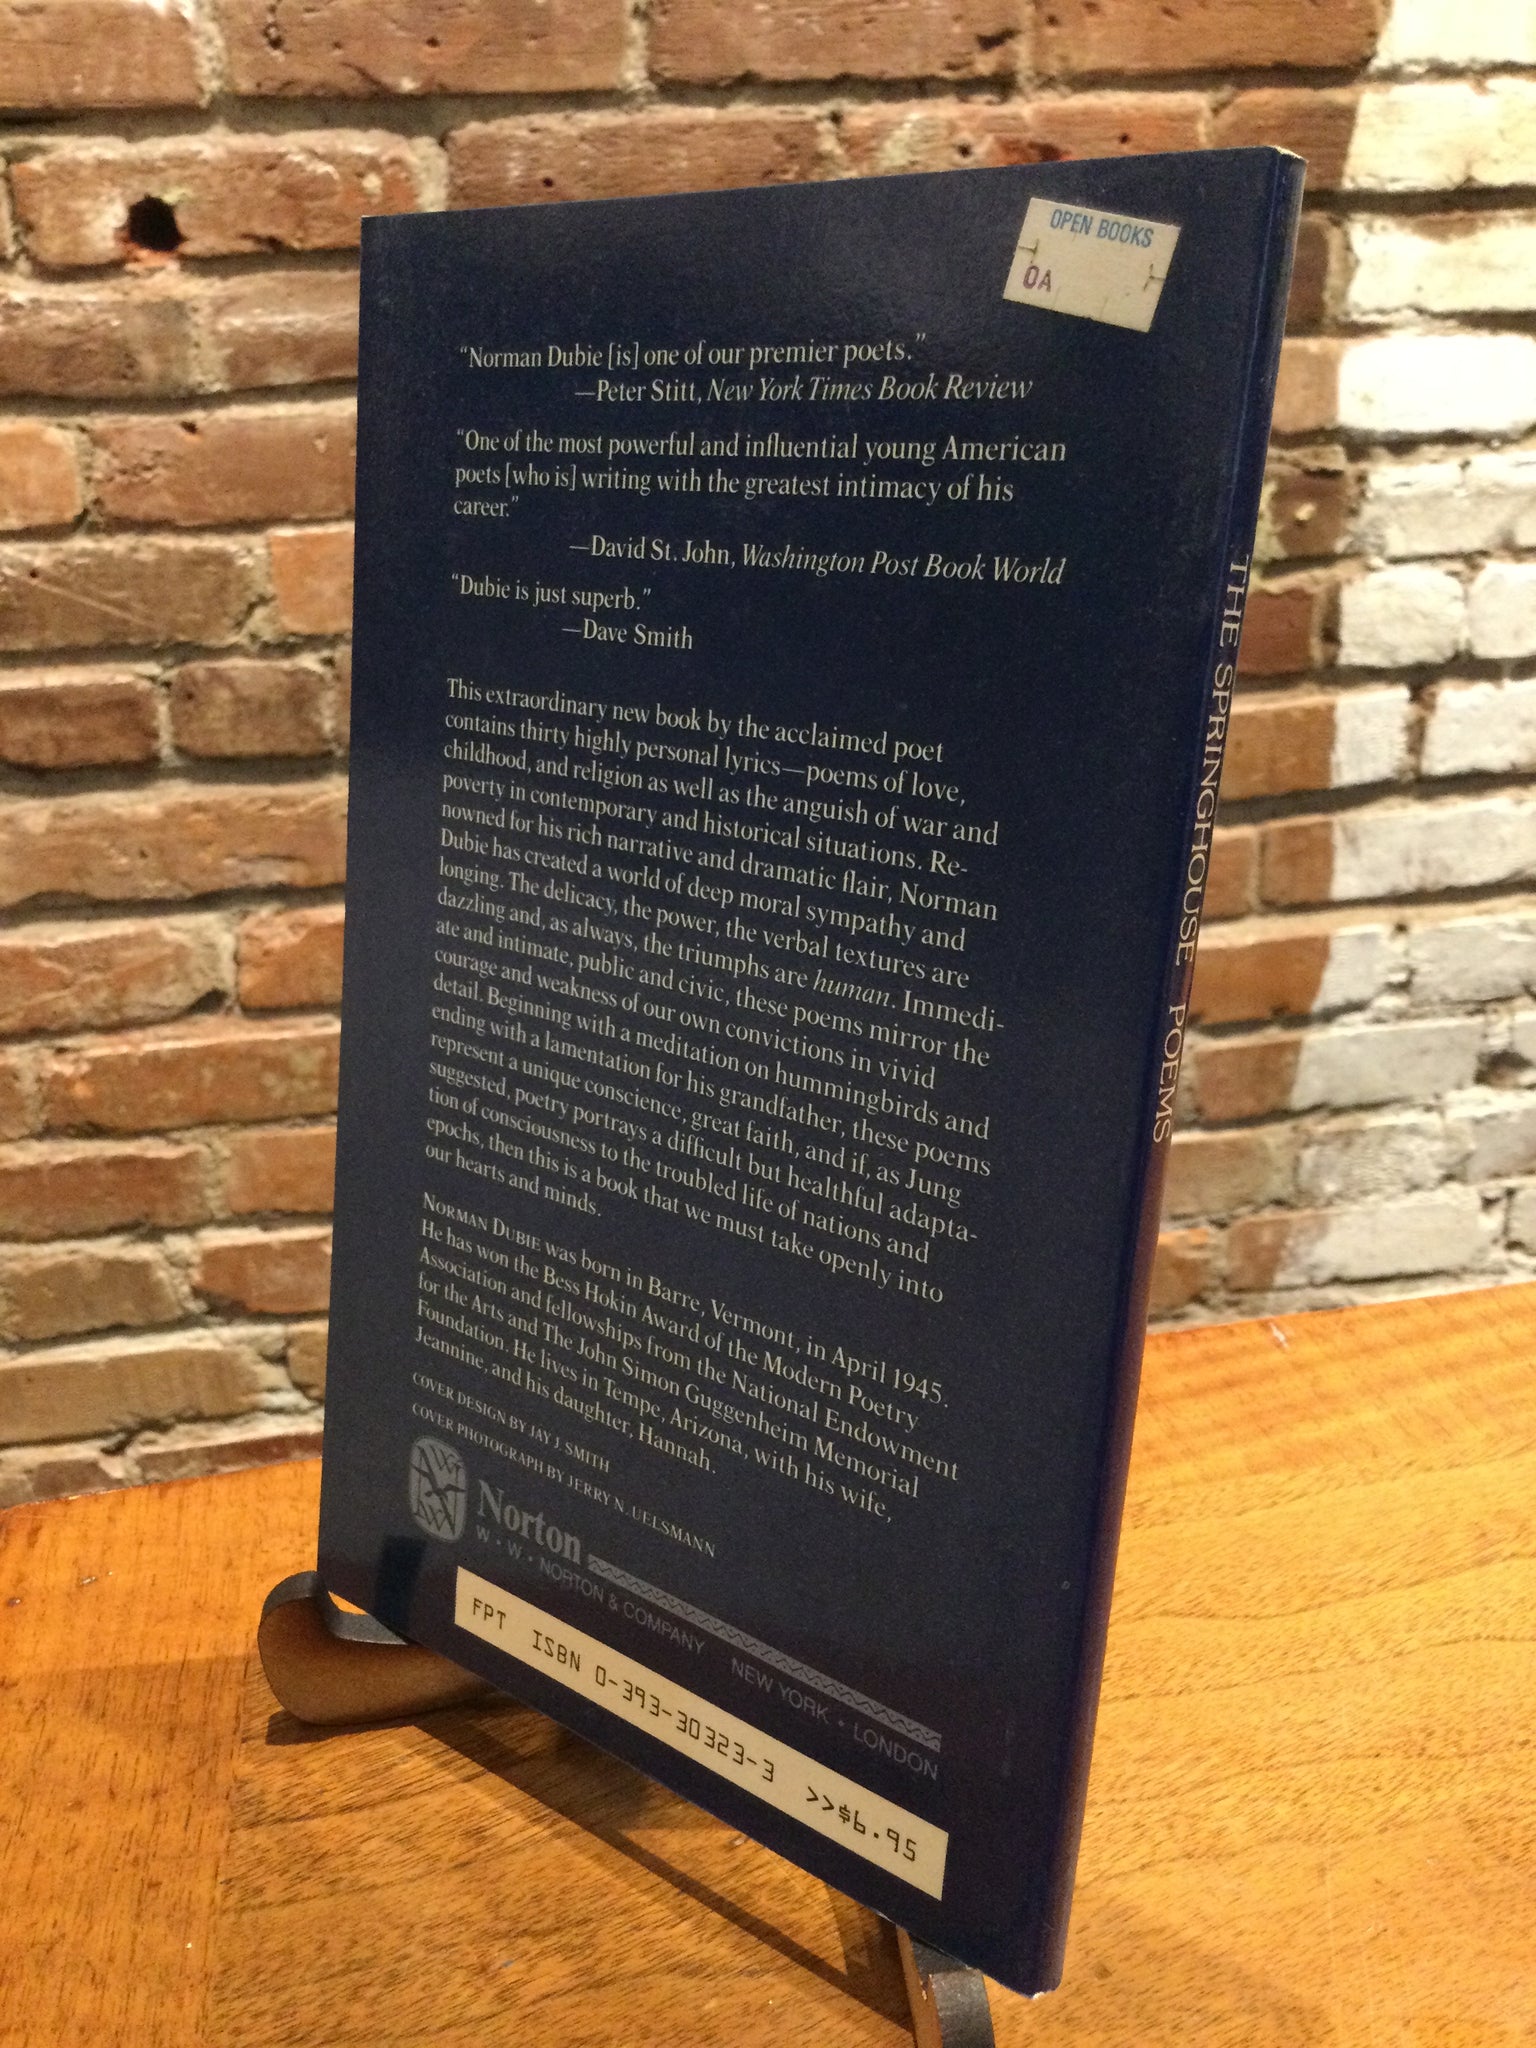 OPEN BOOKS
OA
“Norman Dubie [is] one of our premier poets.”
—Peter Stitt, New York Times Book Review
“One of the most powerful and influential young American
poets [who is] writing with the greatest intimacy of his
career.”
—David St. John, Washington Post Book World
“Dubie is just superb.”
—Dave Smith
This extraordinary new book by the acclaimed poet
contains thirty highly personal lyrics—poems of love,
childhood, and religion as well as the anguish of war and
poverty in contemporary and historical situations. Re-
nowned for his rich narrative and dramatic flair, Norman
Dubie has created a world of deep moral sympathy and
longing. The delicacy, the power, the verbal textures are
dazzling and, as always, the triumphs are human. Immedi-
ate and intimate, public and civic, these poems mirror the
courage and weakness of our own convictions in vivid
detail. Beginning with a meditation on hummingbirds and
ending with a lamentation for his grandfather, these poems
represent a unique conscience, great faith, and if, as Jung
suggested, poetry portrays a difficult but healthful adapta-
tion of consciousness to the troubled life of nations and
epochs, then this is a book that we must take openly into
our hearts and minds.
NORMAN DUBIE was born in Barre, Vermont, in April 1945.
He has won the Bess Hokin Award of the Modern Poetry
Association and fellowships from the National Endowment
for the Arts and The John Simon Guggenheim Memorial
Foundation. He lives in Tempe, Arizona, with his wife,
Jeannine, and his daughter, Hannah.
COVER DESIGN BY JAY J. SMITH
COVER PHOTOGRAPH BY JERRY N. UELSMANN
Norton
W • W • NORTON & COMPANY NEW YORK • LONDON
FPT ISBN 0-393-30323-3 >>$6.95
THE SPRINGHOUSE POEMS